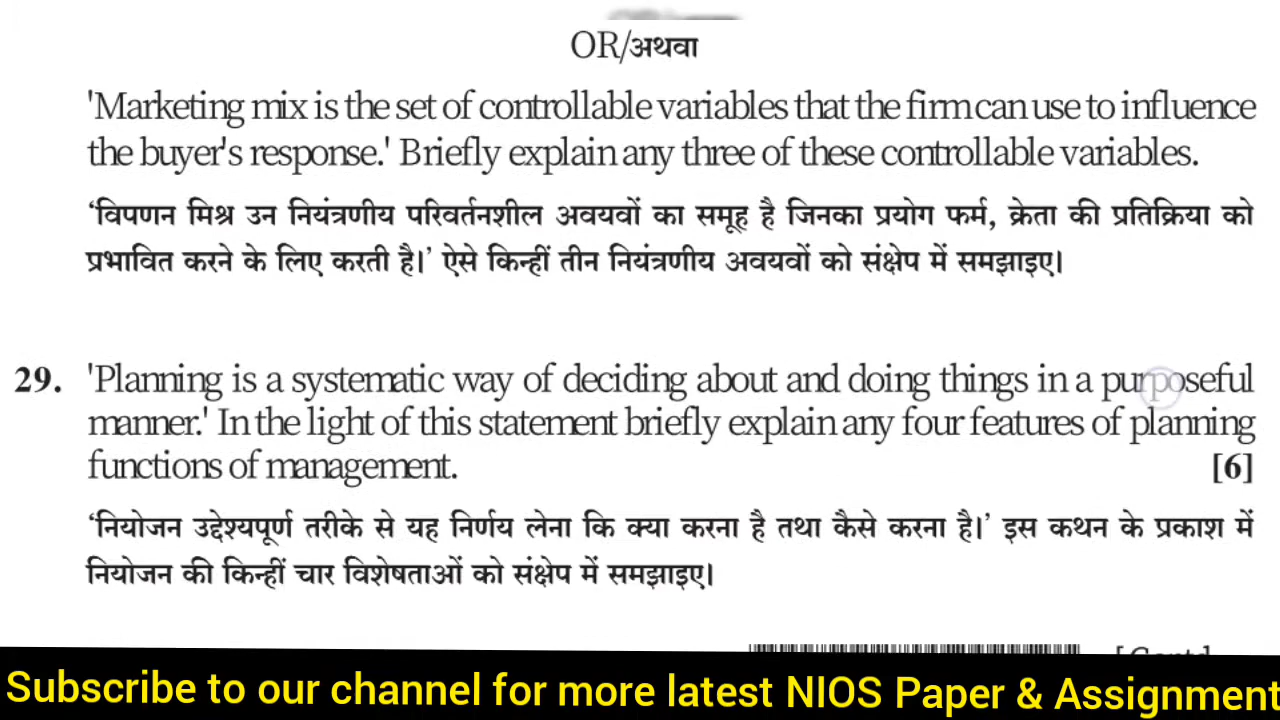 OR/अथवा
'Marketing mix is the set of controllable variables that the firm can use to influence
the buyer's response.' Briefly explain any three of these controllable variables.
'विपणन मिश्र उन नियंत्रणीय परिवर्तनशील अवयवों का समूह है जिनका प्रयोग फर्म, क्रेता की प्रतिक्रिया को
प्रभावित करने के लिए करती है।' ऐसे किन्हीं तीन नियंत्रणीय अवयवों को संक्षेप में समझाइए।
29. 'Planning is a systematic way of deciding about and doing things in a purposeful
manner.' In the light of this statement briefly explain any four features of planning
functions of management. [6]
'नियोजन उद्देश्यपूर्ण तरीके से यह निर्णय लेना कि क्या करना है तथा कैसे करना है।' इस कथन के प्रकाश में
नियोजन की किन्हीं चार विशेषताओं को संक्षेप में समझाइए।
Subscribe to our channel for more latest NIOS Paper & Assignment